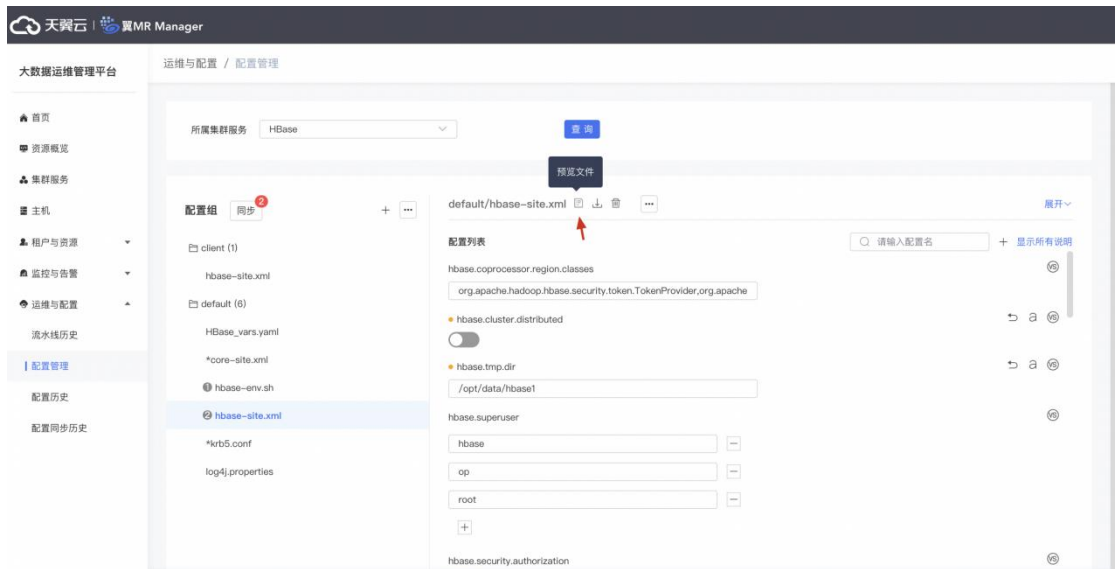 天翼云 | 翼MR Manager
大数据运维管理平台
首页
资源概览
集群服务
主机
租户与资源
监控与告警
运维与配置
流水线历史
配置管理
配置历史
配置同步历史
运维与配置 / 配置管理
所属集群服务 HBase 查 询
预览文件
配置组 同步 2 + ···
client (1)
hbase-site.xml
default (6)
HBase_vars.yaml
*core-site.xml
1 hbase-env.sh
2 hbase-site.xml
*krb5.conf
log4j.properties
default/hbase-site.xml ··· 展开
配置列表 请输入配置名 + 显示所有说明
hbase.coprocessor.region.classes VS
org.apache.hadoop.hbase.security.token.TokenProvider,org.apache
hbase.cluster.distributed a VS
hbase.tmp.dir a VS
/opt/data/hbase1
hbase.superuser VS
hbase
op
root
+
hbase.security.authorization VS